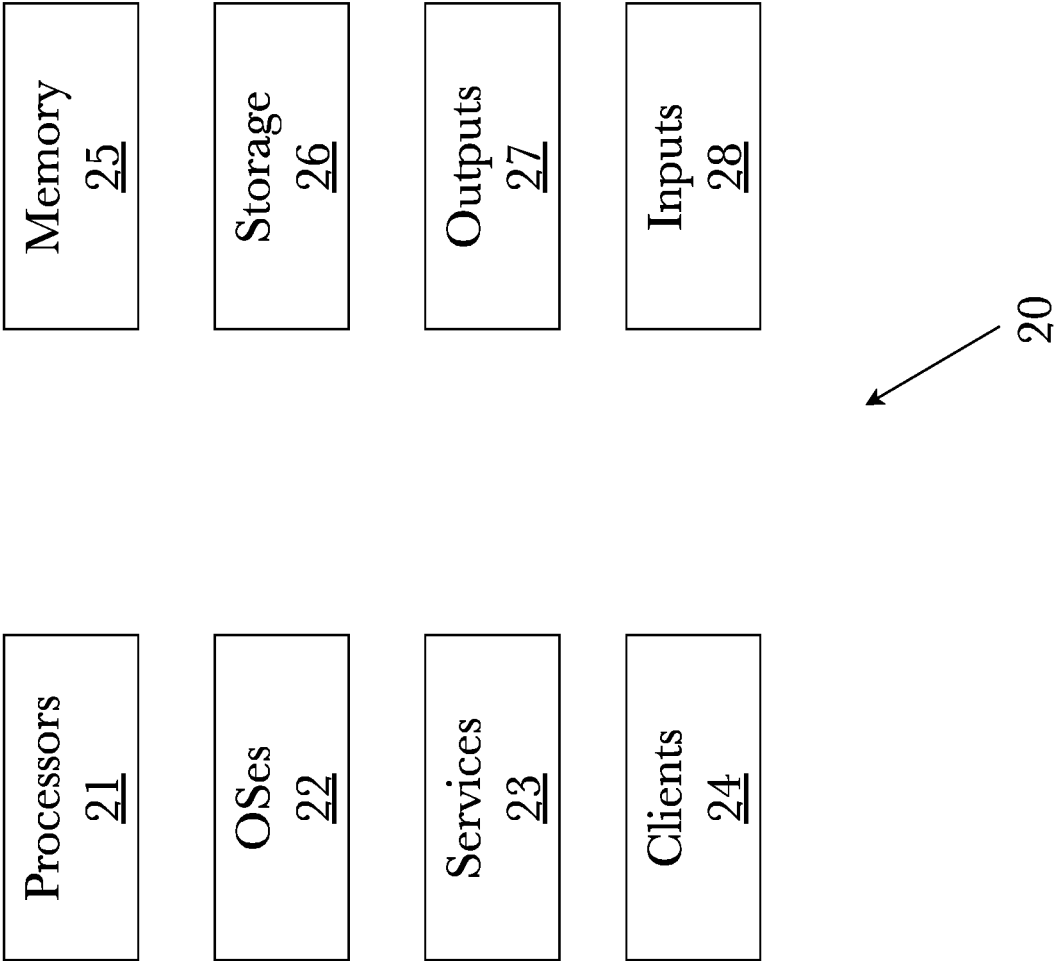 Processors
21
Memory
25
OSes
22
Storage
26
Services
23
Outputs
27
Clients
24
Inputs
28
20